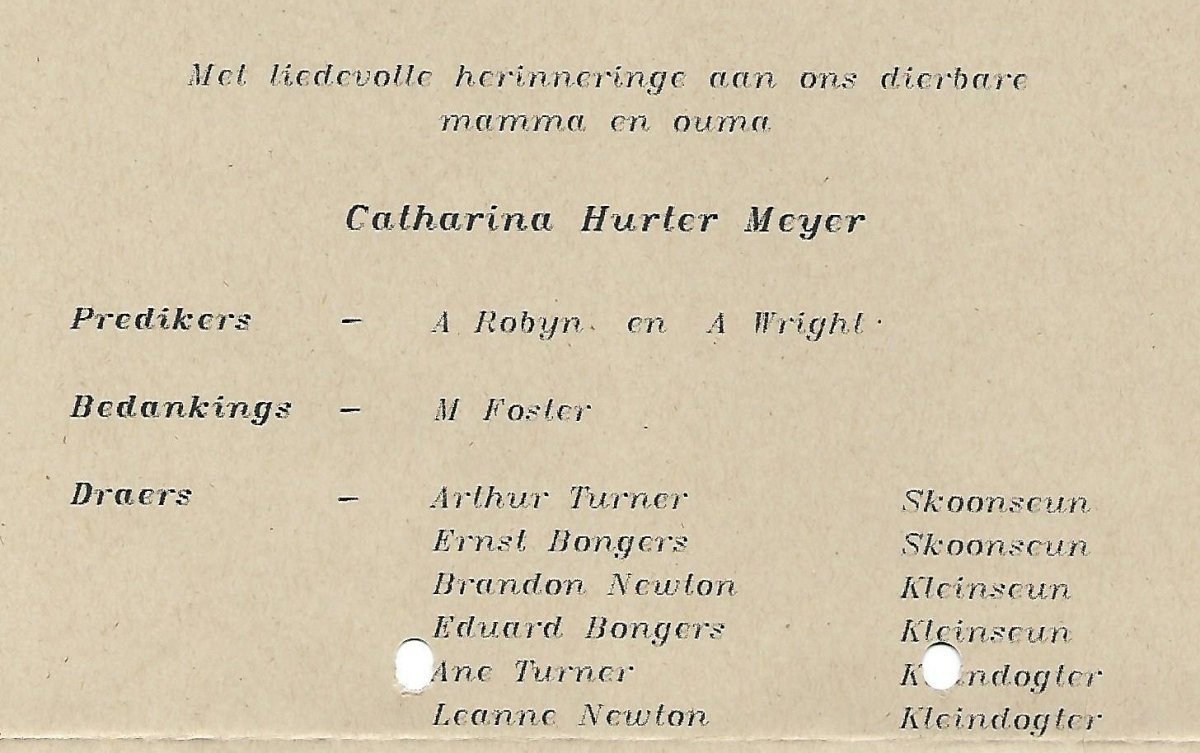 Met liedevolle herinneringe aan ons dierbare
mamma en ouma
Catharina Hurter Meyer
Predikers - A Robyn en A Wright
Bedankings - M Foster
Draers - Arthur Turner Skoonseun
Ernst Bongers Skoonseun
Brandon Newton Kleinseun
Eduard Bongers Kleinseun
Ane Turner Kleindogter
Leanne Newton Kleindogter